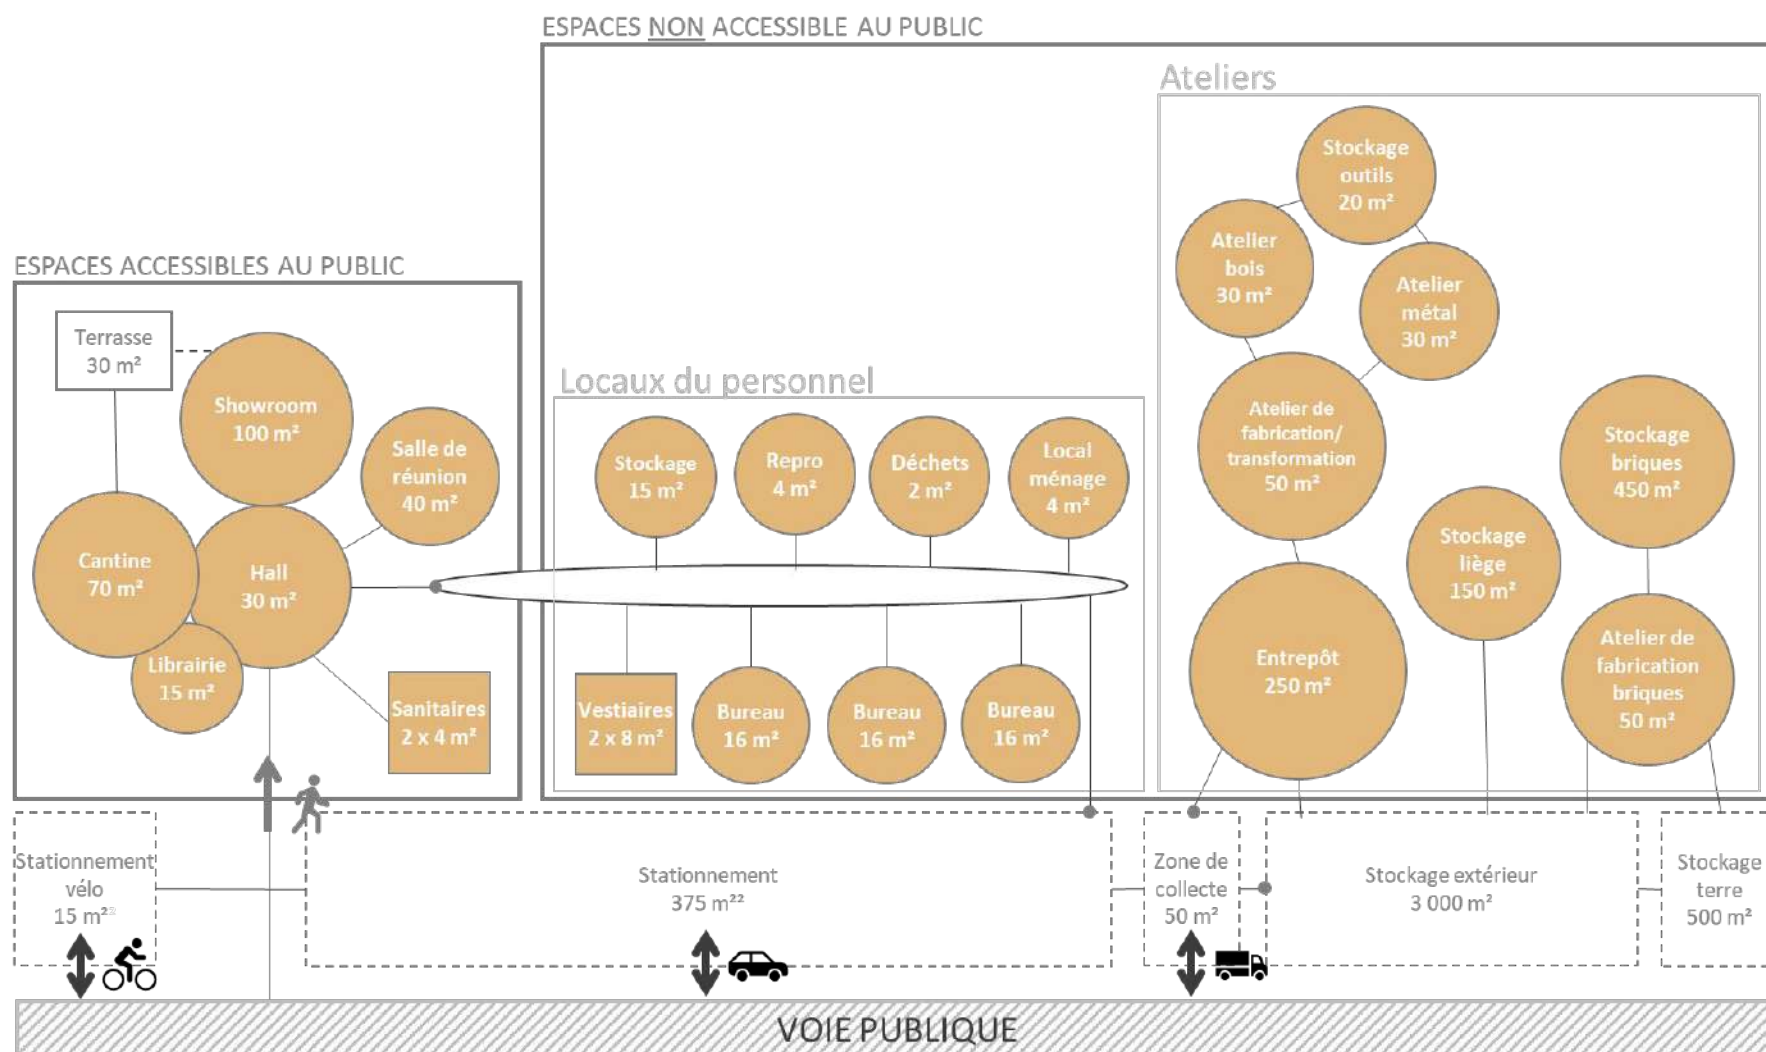 ESPACES NON ACCESSIBLE AU PUBLIC
Ateliers
Stockage
outils
20 m²
Atelier
bois
30 m²
Atelier
métal
30 m²
Atelier de
fabrication/
transformation
50 m²
Stockage
briques
450 m²
Stockage
liège
150 m²
Entrepôt
250 m²
Atelier de
fabrication
briques
50 m²
ESPACES ACCESSIBLES AU PUBLIC
Terrasse
30 m²
Showroom
100 m²
Salle de
réunion
40 m²
Cantine
70 m²
Hall
30 m²
Librairie
15 m²
Sanitaires
2 x 4 m²
Locaux du personnel
Stockage
15 m²
Repro
4 m²
Déchets
2 m²
Local
ménage
4 m²
Vestiaires
2 x 8 m²
Bureau
16 m²
Bureau
16 m²
Bureau
16 m²
Stationnement
vélo
15 m²²
Stationnement
375 m²²
Zone de
collecte
50 m²
Stockage extérieur
3 000 m²
Stockage
terre
500 m²
VOIE PUBLIQUE